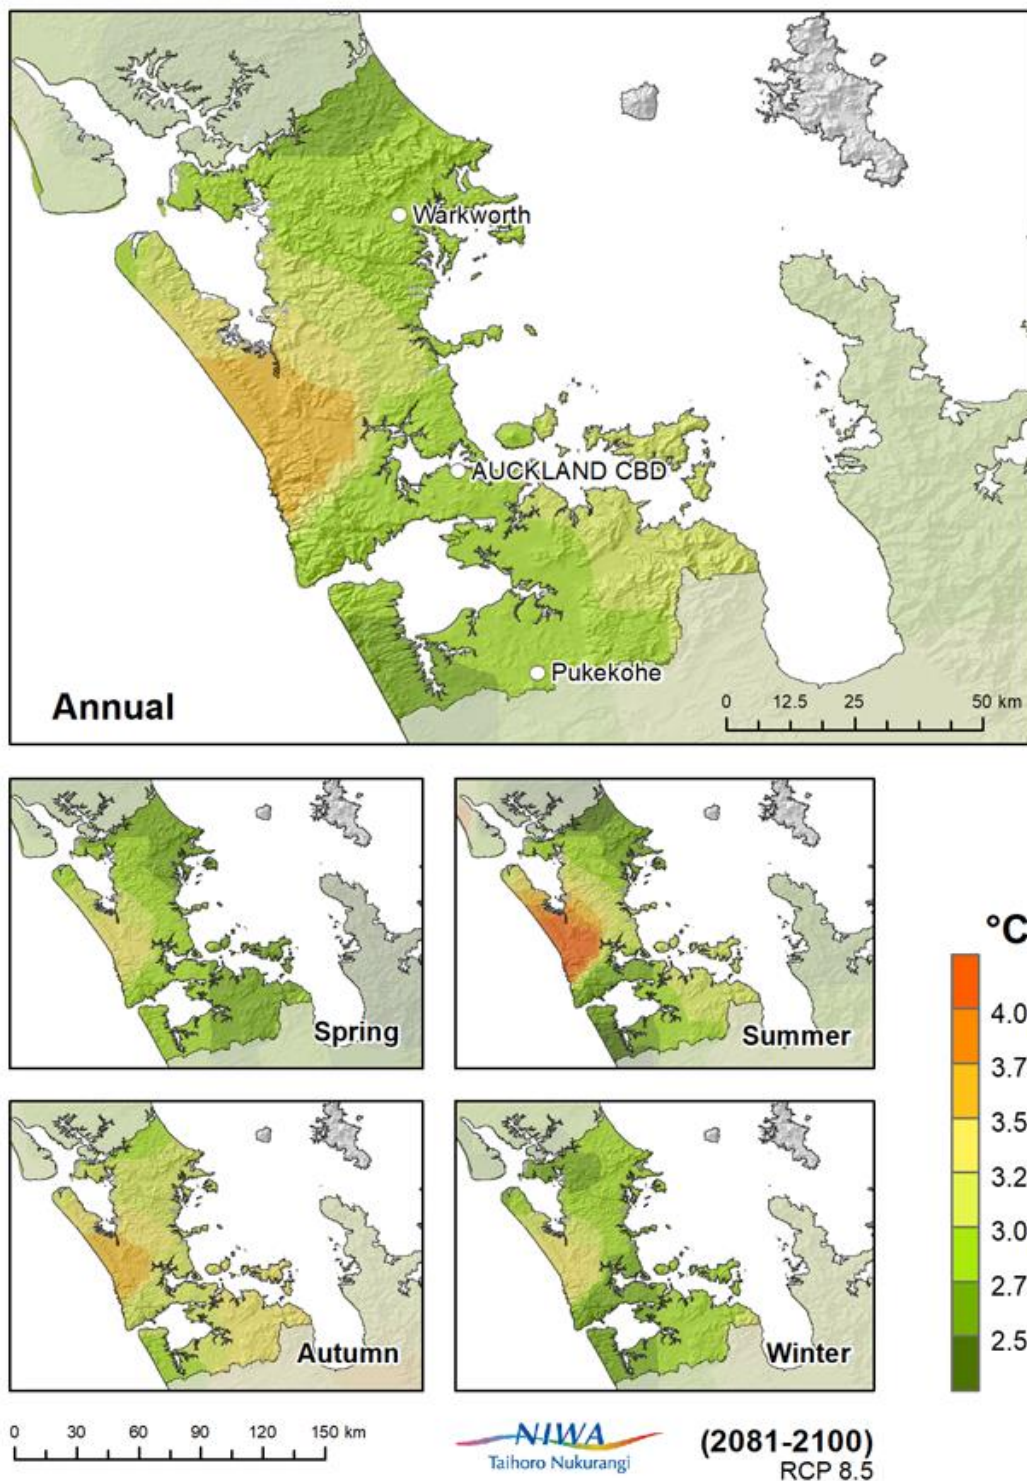 Warkworth
AUCKLAND CBD
Pukekohe
Annual
0 12.5 25 50 km
Spring
Summer
°C
4.0
3.7
3.5
3.2
3.0
2.7
2.5
Autumn
Winter
0 30 60 90 120 150 km
NIWA
Taihoro Nukurangi
(2081-2100)
RCP 8.5